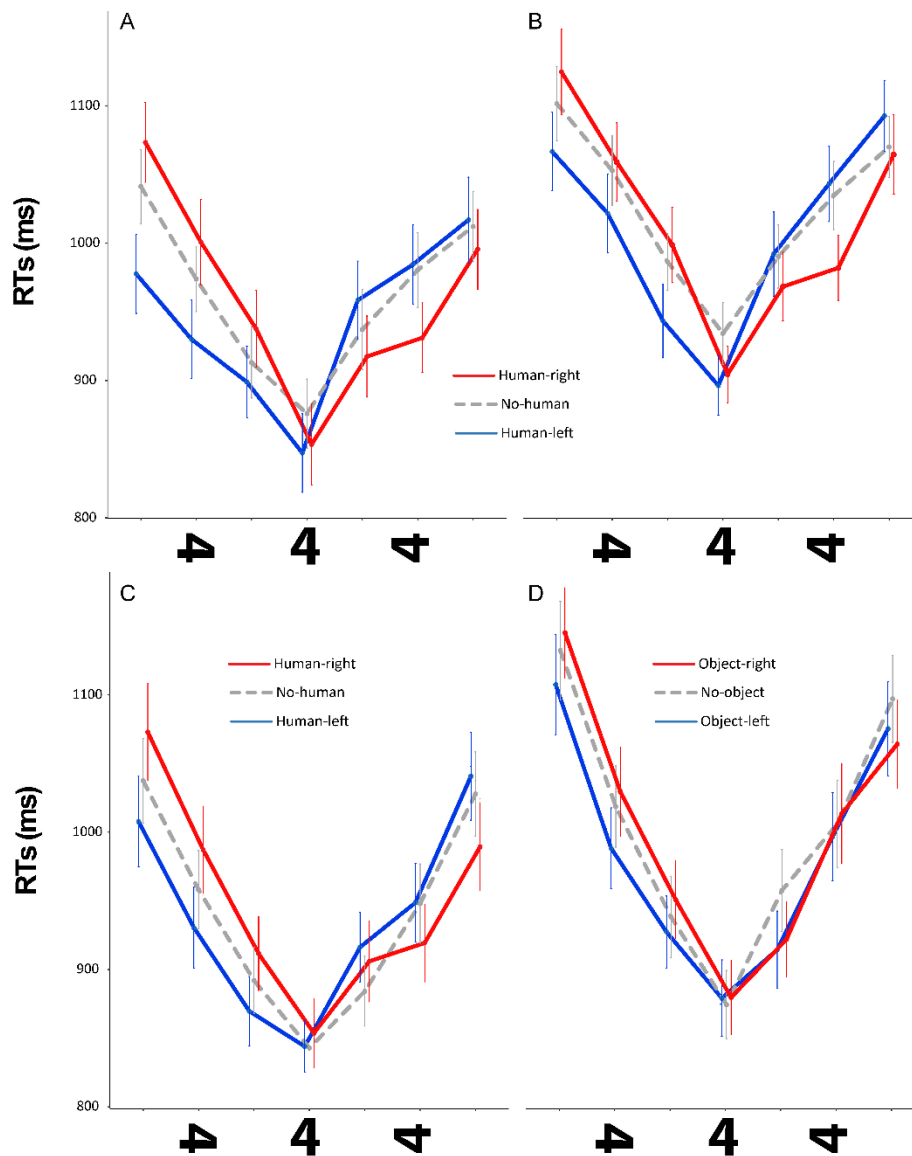 A
B
RTs (ms)
1100
1000
900
800
Human-right
No-human
Human-left
4 4 4
4 4 4
C
D
RTs (ms)
1100
1000
900
800
Human-right
No-human
Human-left
Object-right
No-object
Object-left
4 4 4
4 4 4